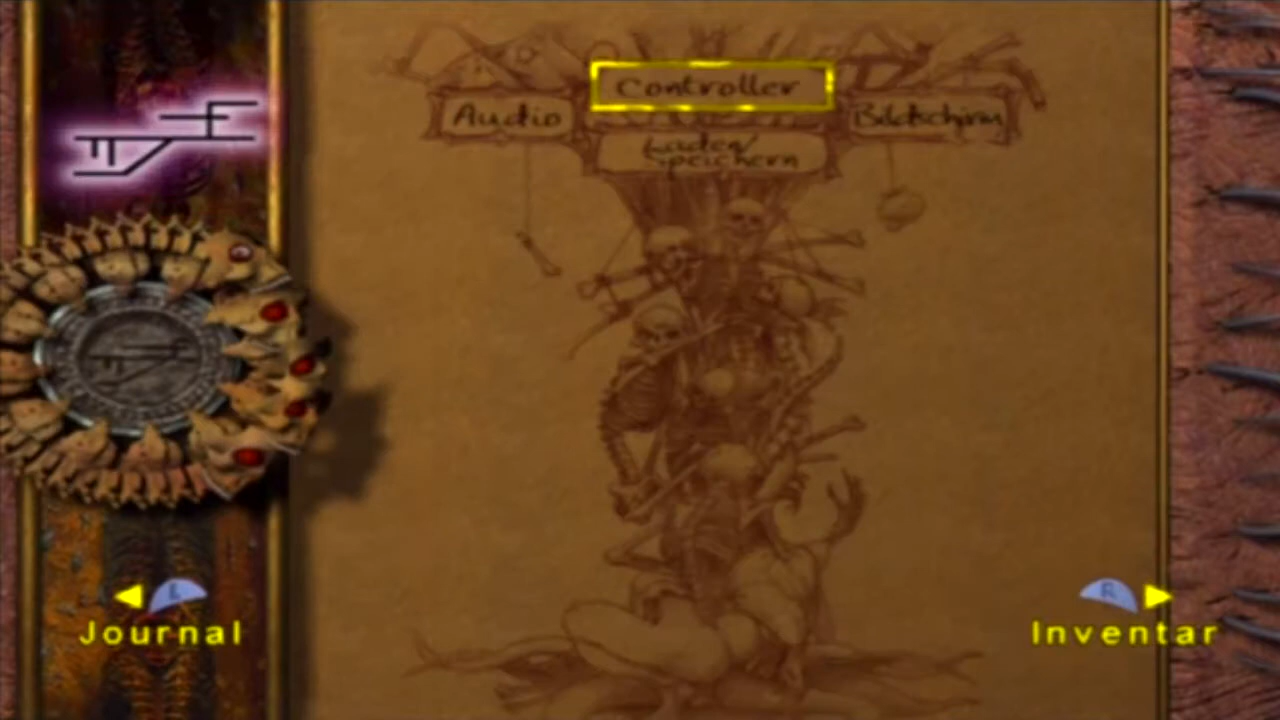 Controller
Audio
Bildschirm
Laden/
Speichern
L
R
Journal
Inventar